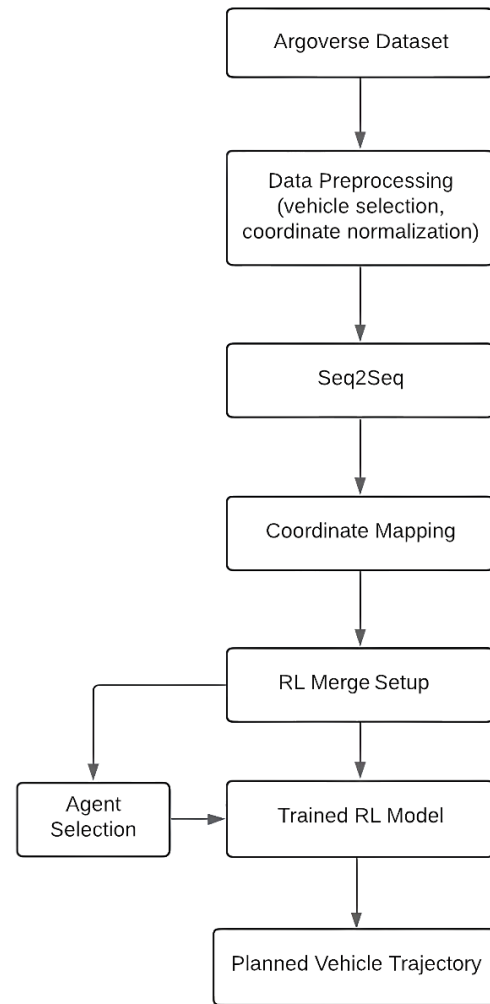 Argoverse Dataset
Data Preprocessing
(vehicle selection,
coordinate normalization)
Seq2Seq
Coordinate Mapping
RL Merge Setup
Agent
Selection
Trained RL Model
Planned Vehicle Trajectory